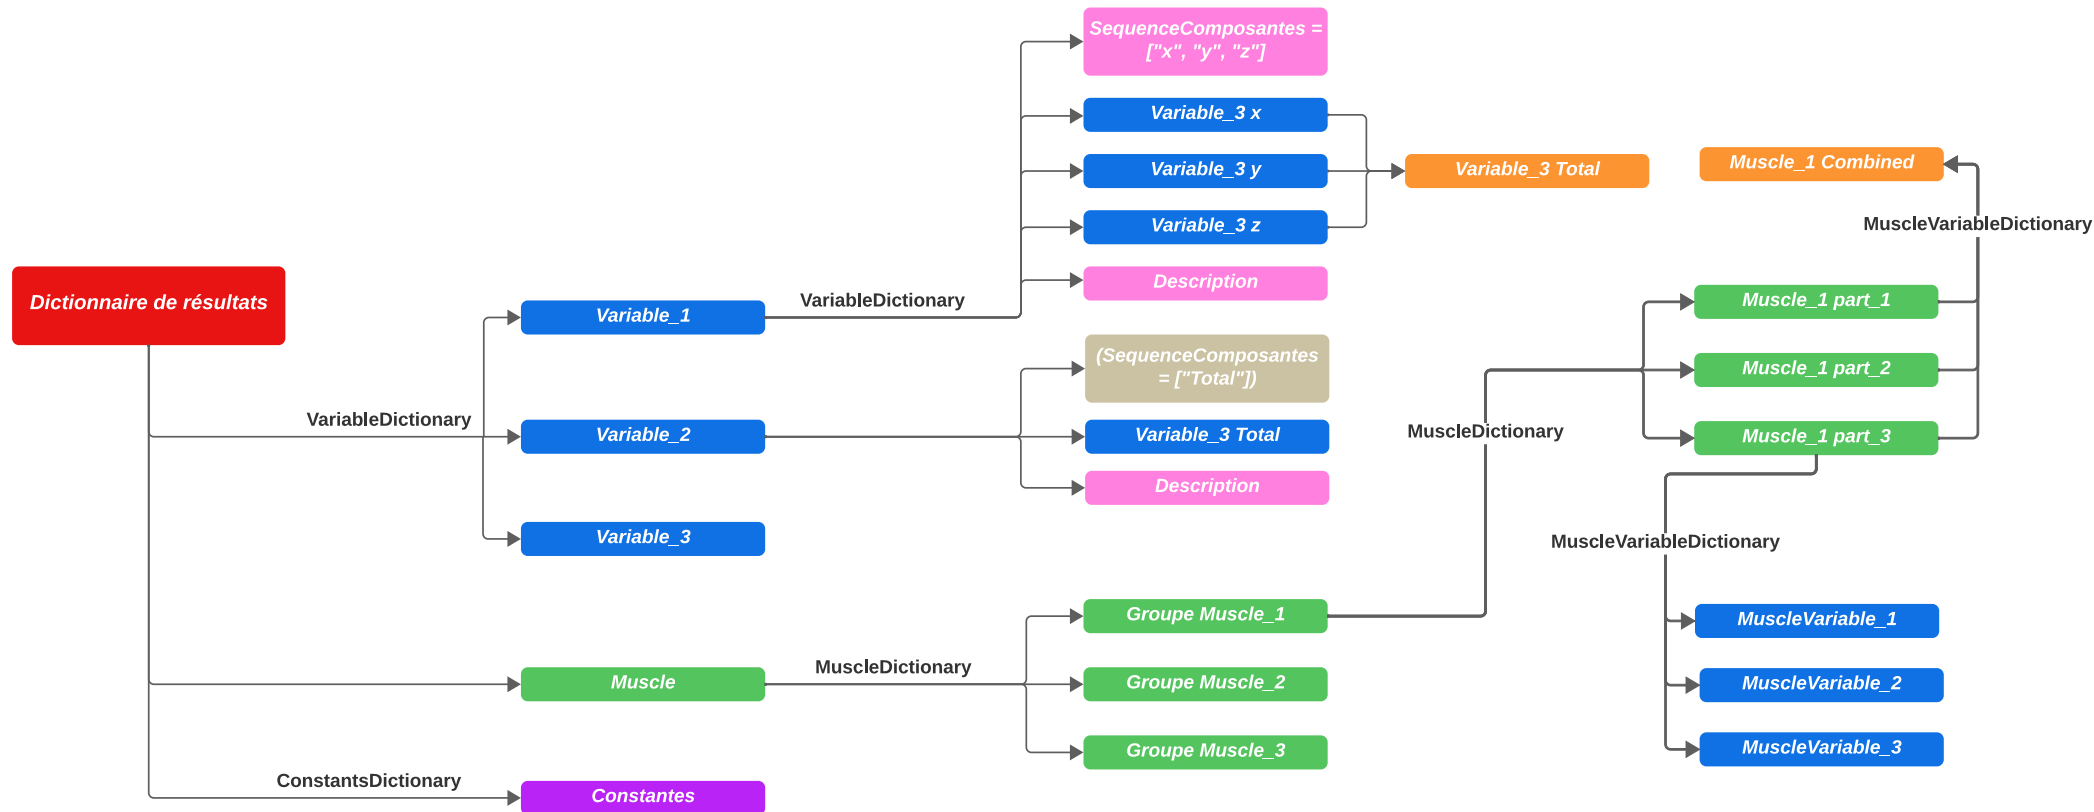 Dictionnaire de résultats
VariableDictionary
Variable_1
Variable_2
Variable_3
VariableDictionary
SequenceComposantes =
["x", "y", "z"]
Variable_3 x
Variable_3 y
Variable_3 z
Description
Variable_3 Total
(SequenceComposantes
= ["Total"])
Variable_3 Total
Description
Muscle
MuscleDictionary
Groupe Muscle_1
Groupe Muscle_2
Groupe Muscle_3
MuscleDictionary
Muscle_1 Combined
MuscleVariableDictionary
Muscle_1 part_1
Muscle_1 part_2
Muscle_1 part_3
MuscleVariableDictionary
MuscleVariable_1
MuscleVariable_2
MuscleVariable_3
ConstantsDictionary
Constantes